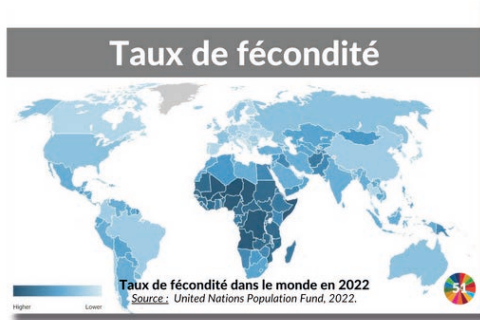 Taux de fécondité
Taux de fécondité dans le monde en 2022
Source : United Nations Population Fund, 2022.
Higher Lower
51